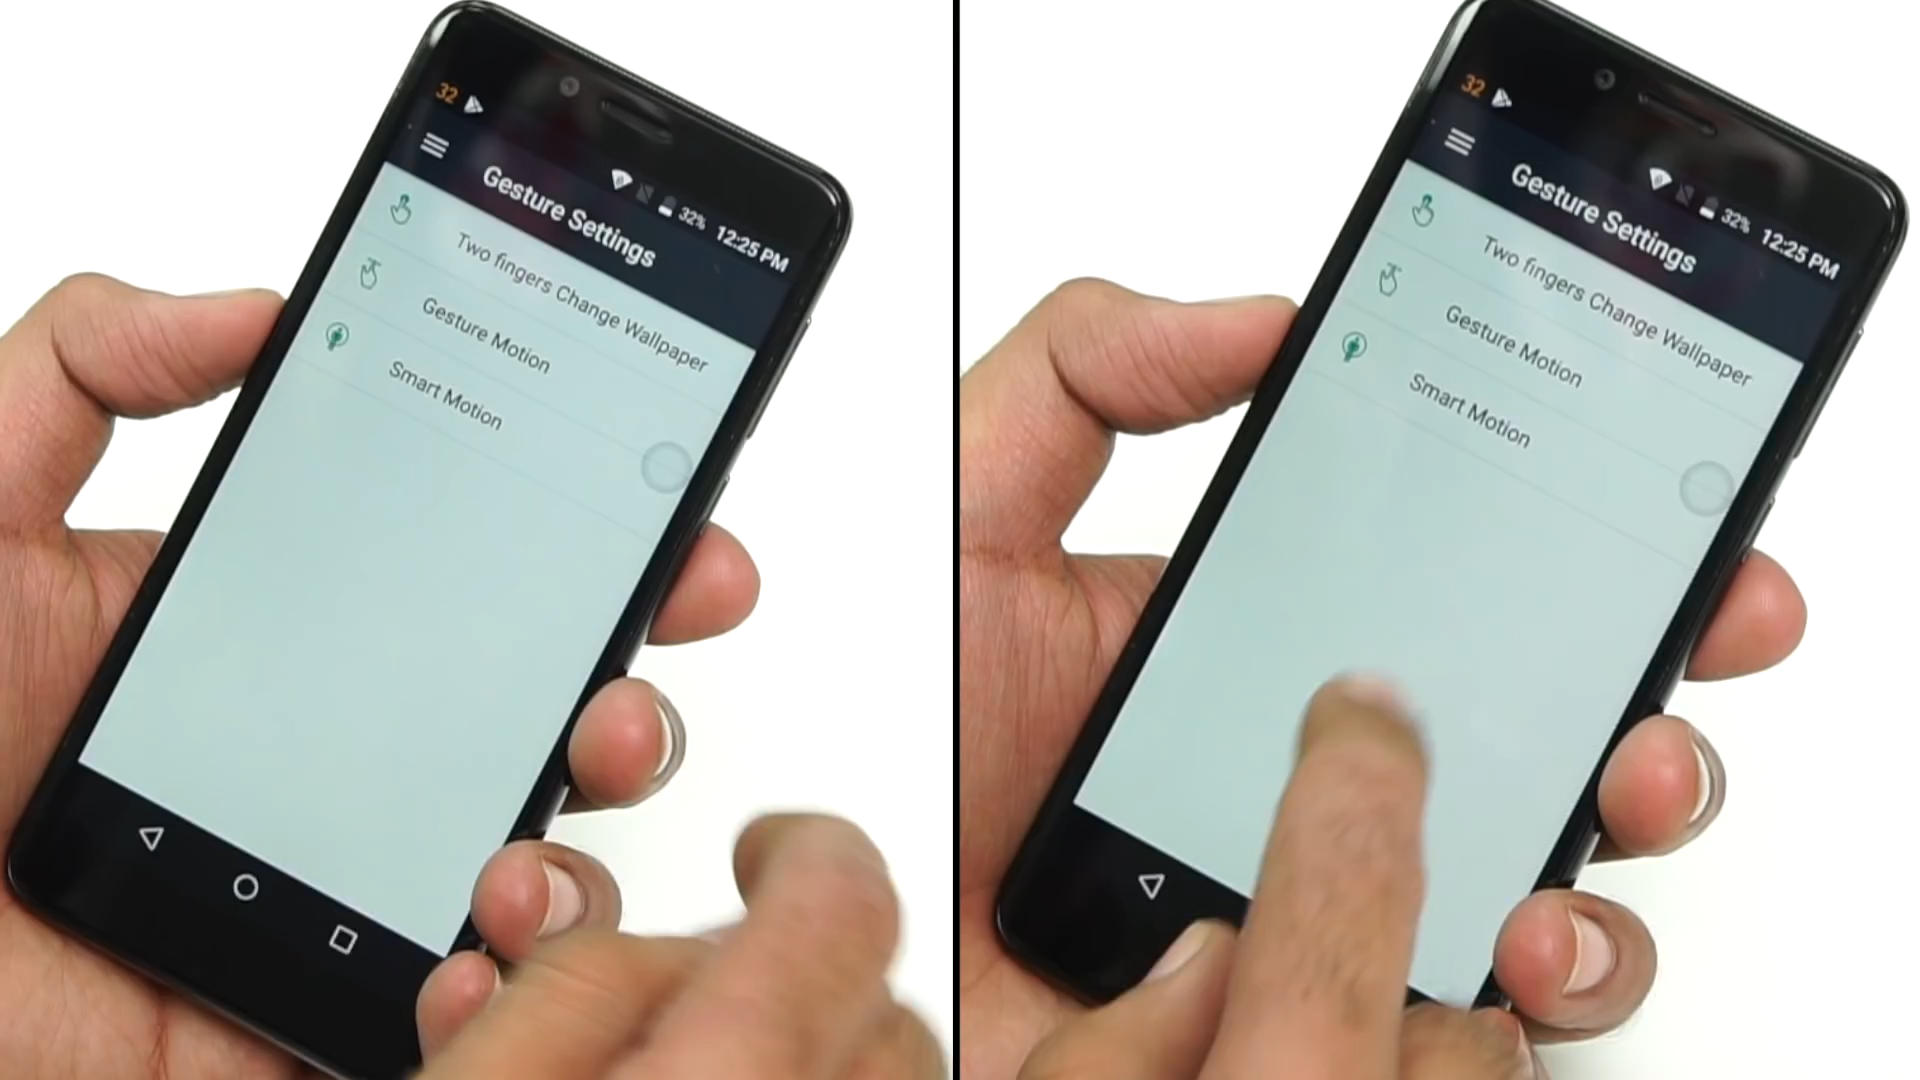 32
32% 12:25 PM
Gesture Settings
Two fingers Change Wallpaper
Gesture Motion
Smart Motion
32
32% 12:25 PM
Gesture Settings
Two fingers Change Wallpaper
Gesture Motion
Smart Motion